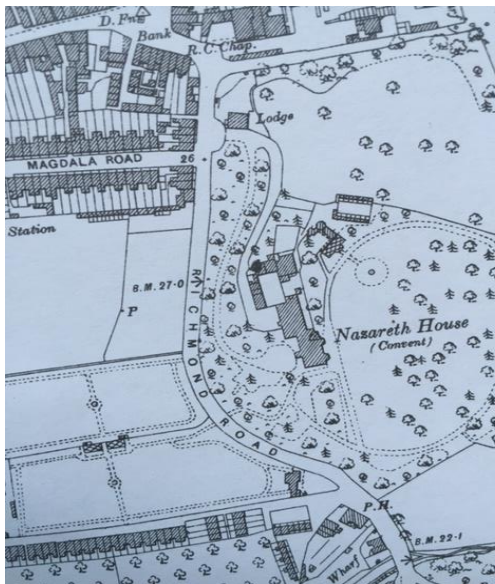 D. Fn.
Bank
R.C. Chap.
Lodge
MAGDALA ROAD
26
Station
B.M. 27·0
P
RICHMOND ROAD
Nazareth House
(Convent)
P.H.
B.M. 22·1
Wharf